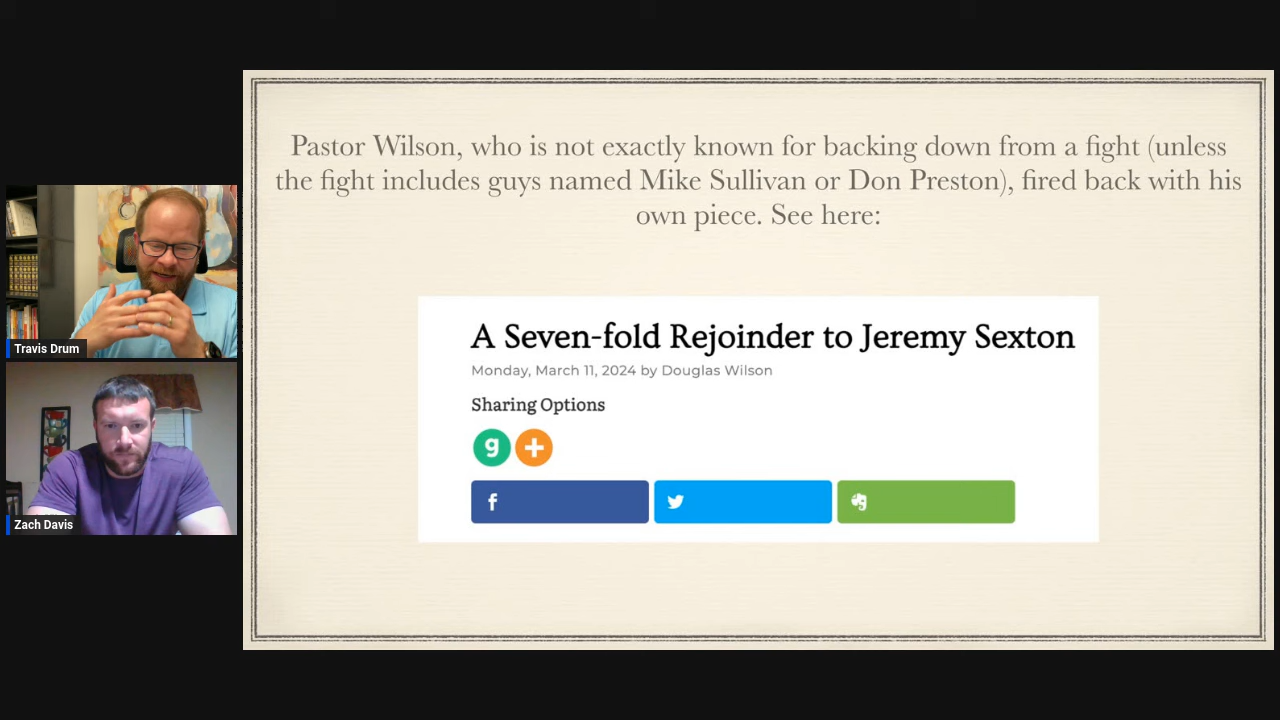 Pastor Wilson, who is not exactly known for backing down from a fight (unless
the fight includes guys named Mike Sullivan or Don Preston), fired back with his
own piece. See here:
A Seven-fold Rejoinder to Jeremy Sexton
Monday, March 11, 2024 by Douglas Wilson
Sharing Options
g
f
Travis Drum
Zach Davis